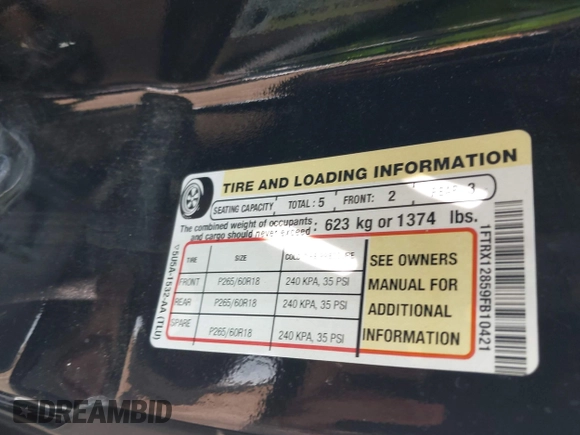 TIRE AND LOADING INFORMATION
SEATING CAPACITY TOTAL: 5 FRONT: 2 REAR: 3
The combined weight of occupants
and cargo should never exceed: 623 kg or 1374 lbs.
TIRE SIZE
FRONT P265/60R18 240 KPA, 35 PSI
REAR P265/60R18 240 KPA, 35 PSI
SPARE P265/60R18 240 KPA, 35 PSI
SEE OWNERS
MANUAL FOR
ADDITIONAL
INFORMATION
1FTRX12859FB10421
DREAMBID